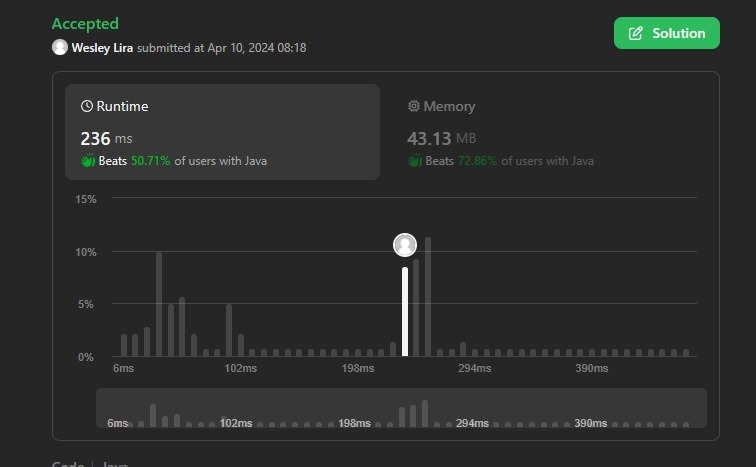 Accepted
Wesley Lira submitted at Apr 10, 2024 08:18
Solution
Runtime
236 ms
Beats 50.71% of users with Java
Memory
43.13 MB
Beats 72.86% of users with Java
15%
10%
5%
0%
6ms 102ms 198ms 294ms 390ms
6ms 102ms 198ms 294ms 390ms
Code | Java